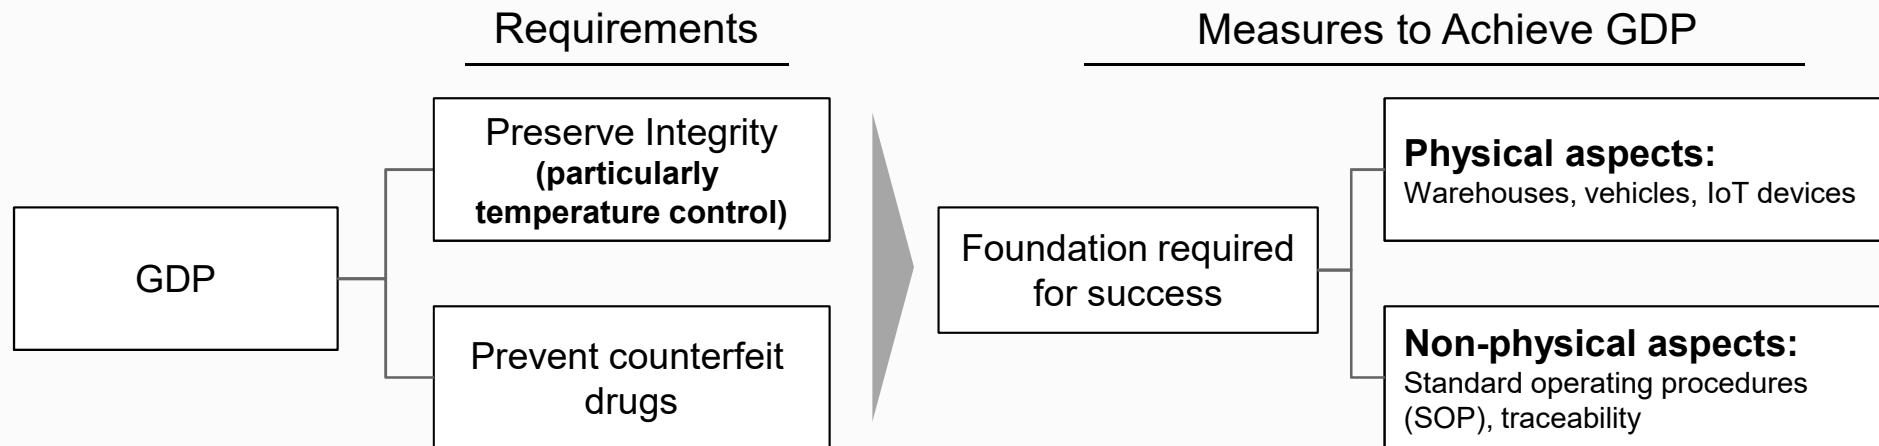 Requirements
Measures to Achieve GDP
GDP
Preserve Integrity
(particularly
temperature control)
Prevent counterfeit
drugs
Foundation required
for success
Physical aspects:
Warehouses, vehicles, IoT devices
Non-physical aspects:
Standard operating procedures
(SOP), traceability